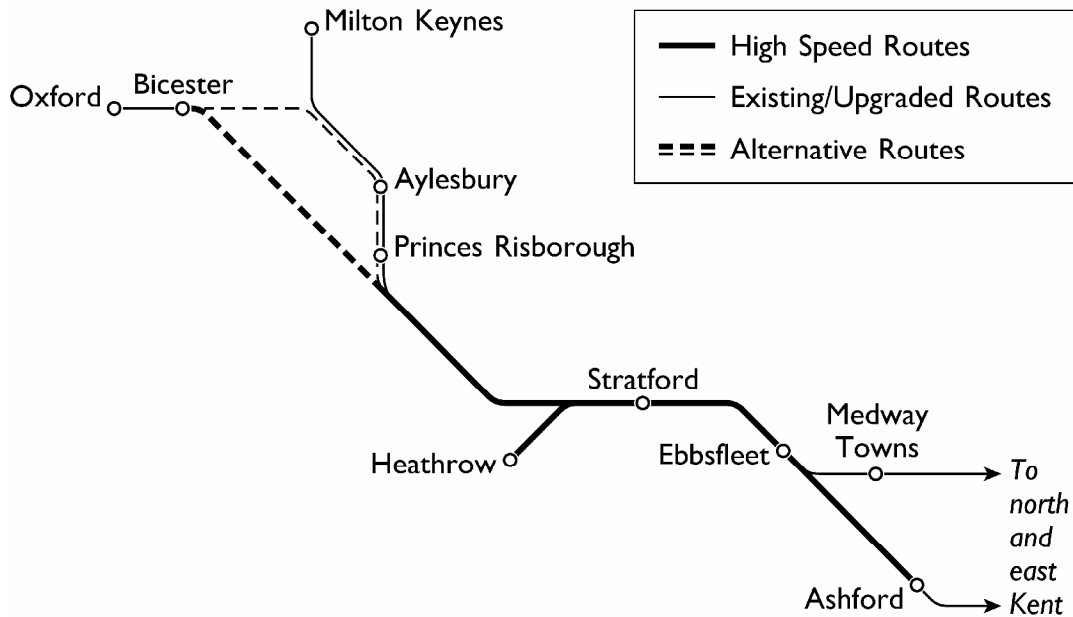 Milton Keynes
High Speed Routes
Bicester
Oxford
Existing/Upgraded Routes
Alternative Routes
Aylesbury
Princes Risborough
Stratford
Medway
Towns
Ebbsfleet
Heathrow
To
north
and
east
Kent
Ashford